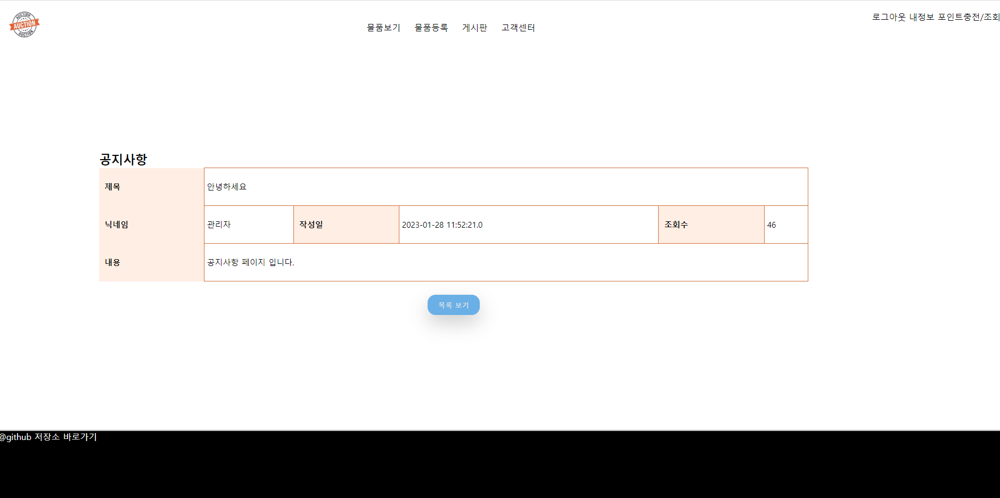 AUCTION
AUCTION
AUCTION
물품보기 물품등록 게시판 고객센터
로그아웃 내정보 포인트충전/조회
공지사항
제목 안녕하세요
닉네임 관리자 작성일 2023-01-28 11:52:21.0 조회수 46
내용 공지사항 페이지 입니다.
목록 보기
@github 저장소 바로가기